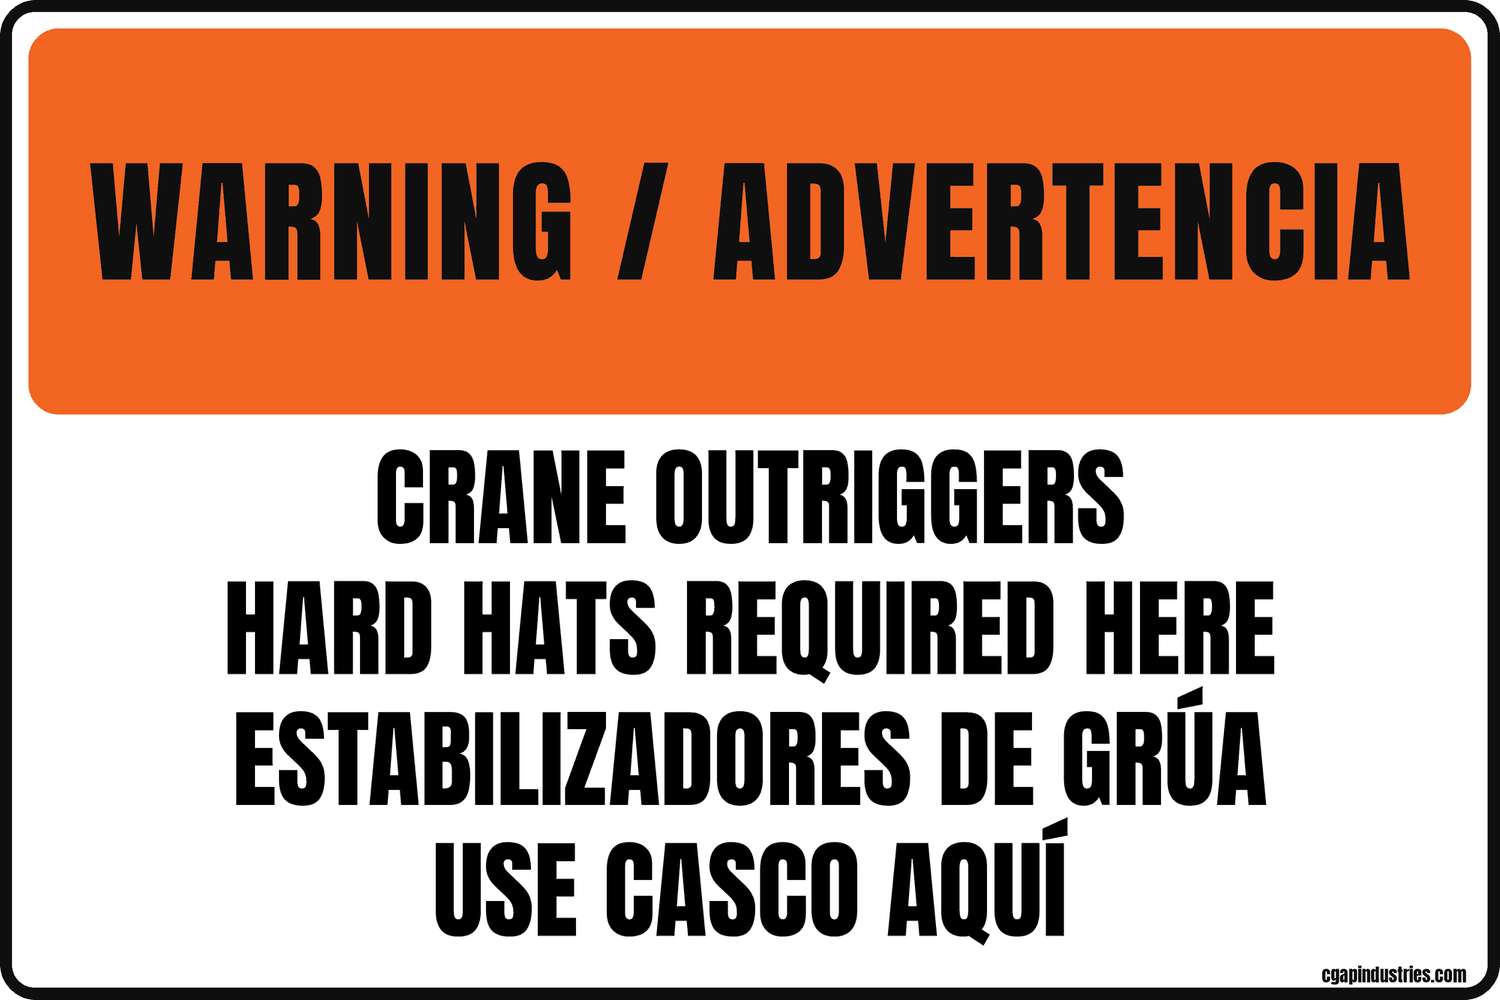 WARNING / ADVERTENCIA
CRANE OUTRIGGERS
HARD HATS REQUIRED HERE
ESTABILIZADORES DE GRÚA
USE CASCO AQUÍ
cgapindustries.com